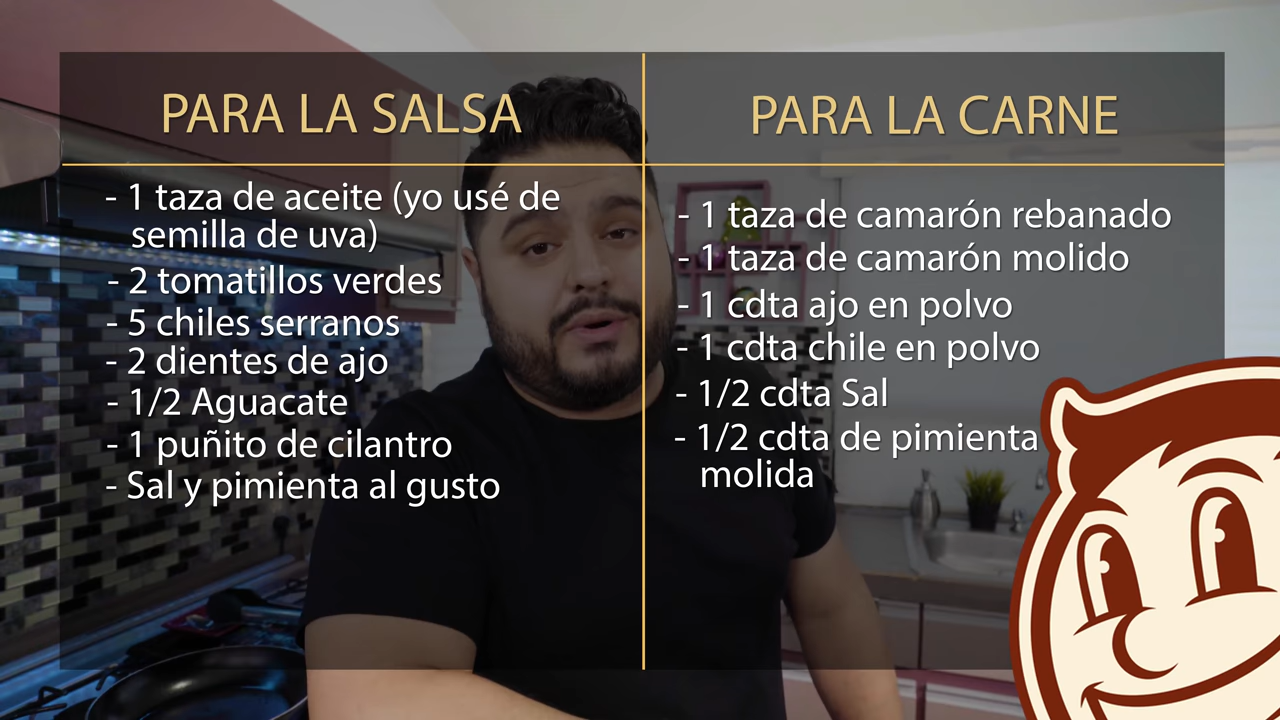 PARA LA SALSA
- 1 taza de aceite (yo usé de
semilla de uva)
- 2 tomatillos verdes
- 5 chiles serranos
- 2 dientes de ajo
- 1/2 Aguacate
- 1 puñito de cilantro
- Sal y pimienta al gusto
PARA LA CARNE
- 1 taza de camarón rebanado
- 1 taza de camarón molido
- 1 cdta ajo en polvo
- 1 cdta chile en polvo
- 1/2 cdta Sal
- 1/2 cdta de pimienta
molida